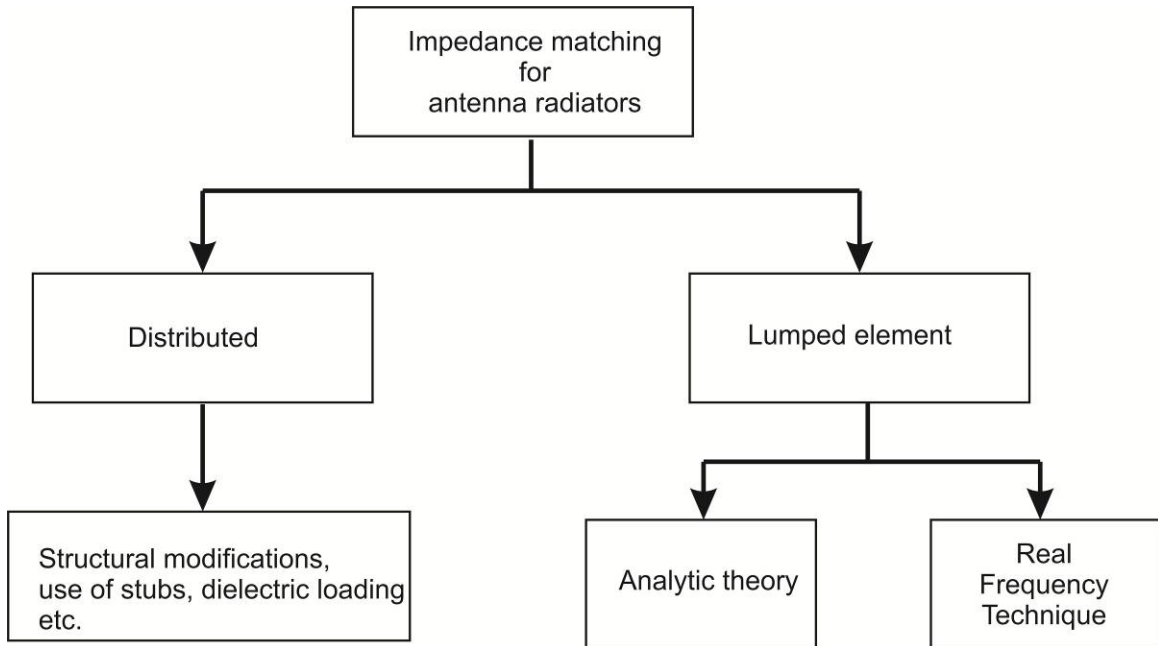 Impedance matching
for
antenna radiators
Distributed
Lumped element
Structural modifications,
use of stubs, dielectric loading
etc.
Analytic theory
Real
Frequency
Technique